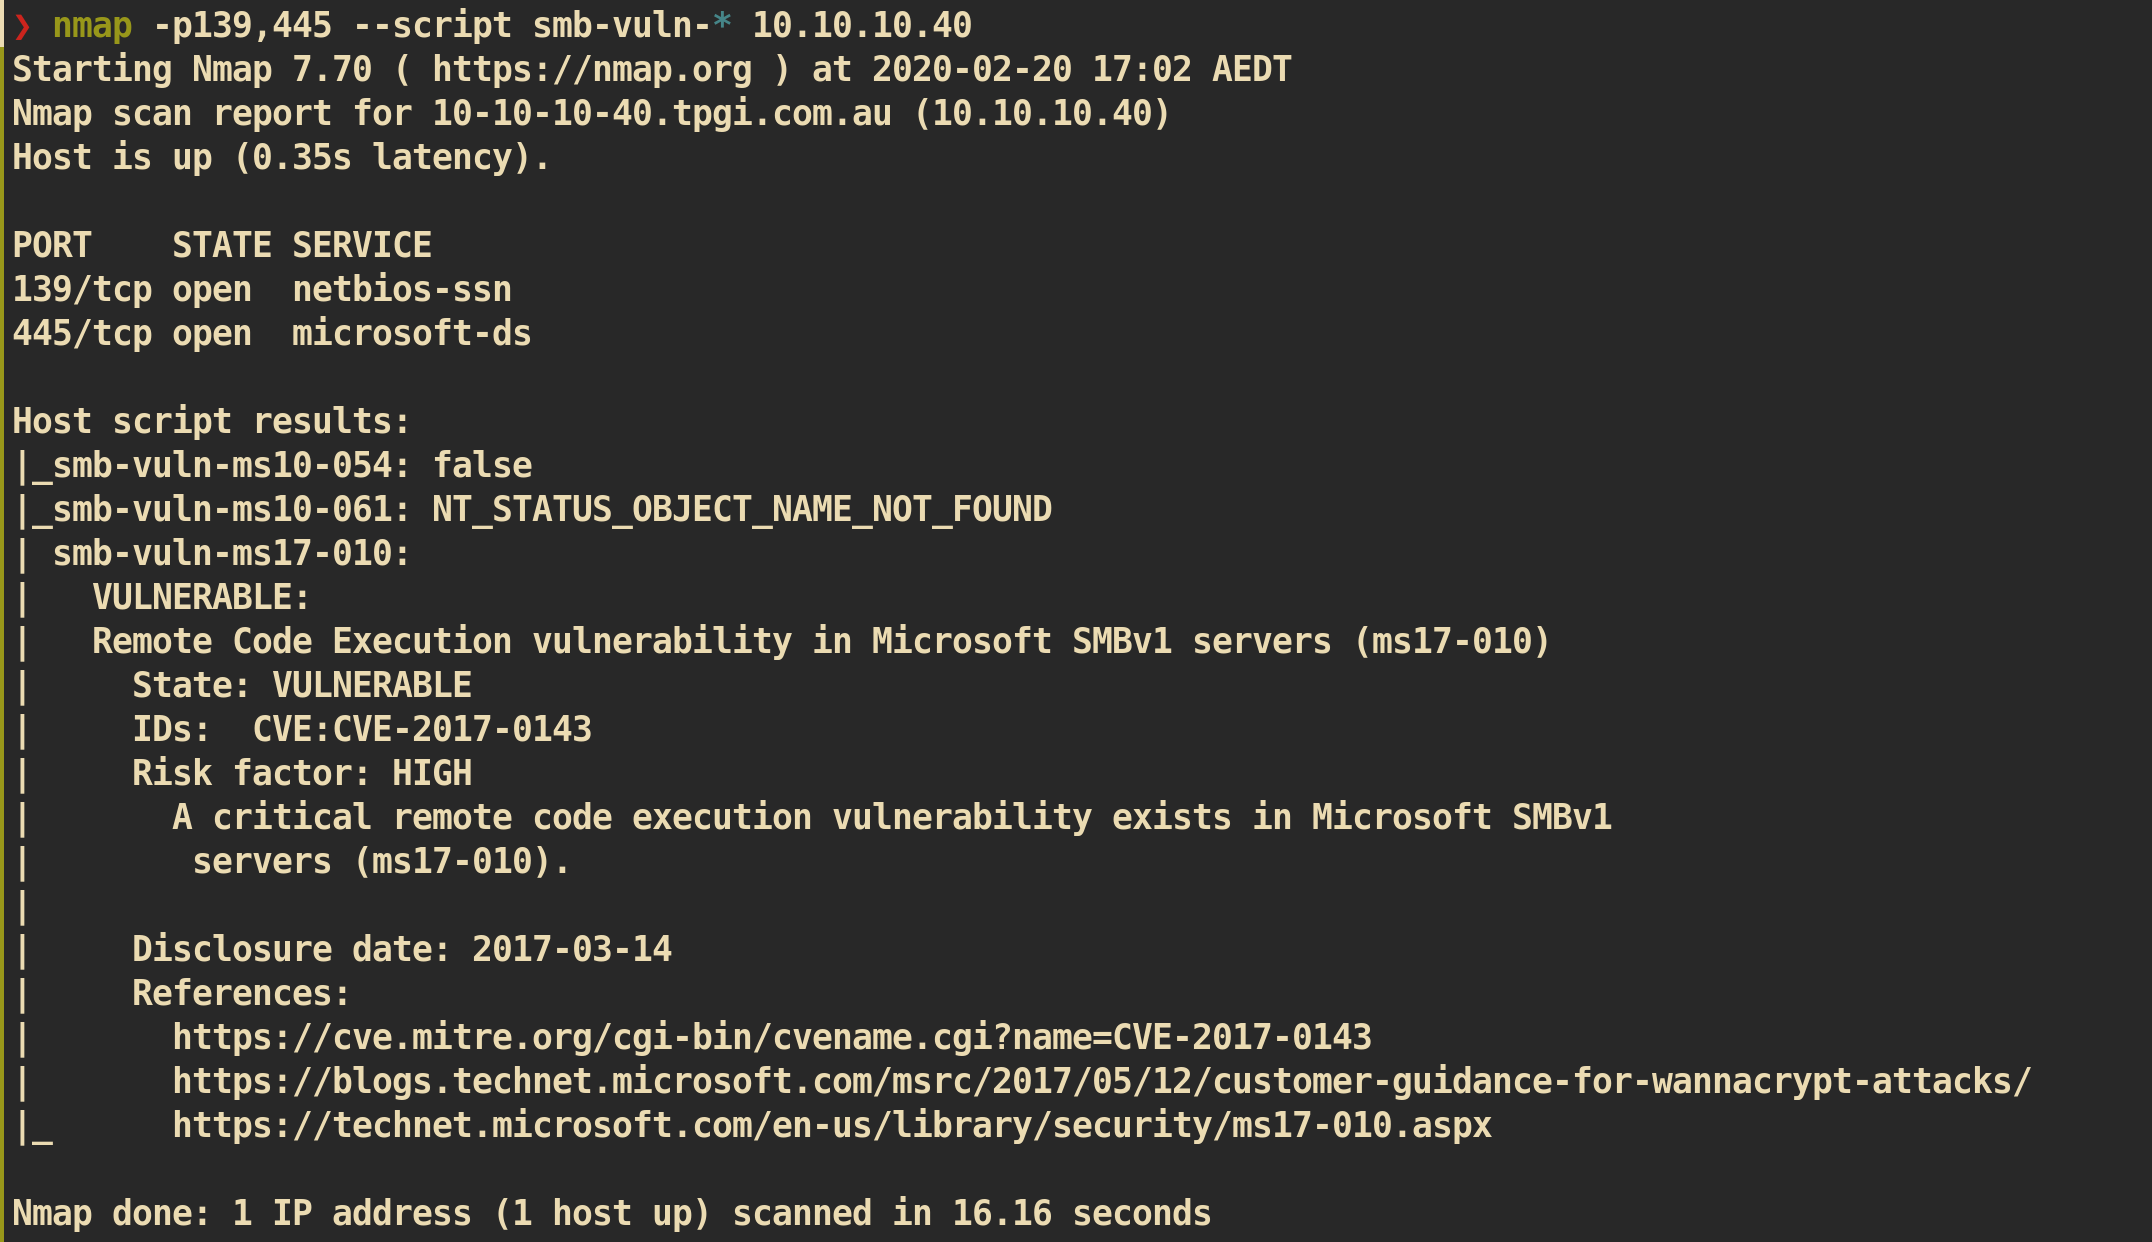 ❯ nmap -p139,445 --script smb-vuln-* 10.10.10.40
Starting Nmap 7.70 ( https://nmap.org ) at 2020-02-20 17:02 AEDT
Nmap scan report for 10-10-10-40.tpgi.com.au (10.10.10.40)
Host is up (0.35s latency).

PORT    STATE SERVICE
139/tcp open  netbios-ssn
445/tcp open  microsoft-ds

Host script results:
|_smb-vuln-ms10-054: false
|_smb-vuln-ms10-061: NT_STATUS_OBJECT_NAME_NOT_FOUND
| smb-vuln-ms17-010:
|   VULNERABLE:
|   Remote Code Execution vulnerability in Microsoft SMBv1 servers (ms17-010)
|     State: VULNERABLE
|     IDs:  CVE:CVE-2017-0143
|     Risk factor: HIGH
|       A critical remote code execution vulnerability exists in Microsoft SMBv1
|        servers (ms17-010).
|
|     Disclosure date: 2017-03-14
|     References:
|       https://cve.mitre.org/cgi-bin/cvename.cgi?name=CVE-2017-0143
|       https://blogs.technet.microsoft.com/msrc/2017/05/12/customer-guidance-for-wannacrypt-attacks/
|_      https://technet.microsoft.com/en-us/library/security/ms17-010.aspx

Nmap done: 1 IP address (1 host up) scanned in 16.16 seconds